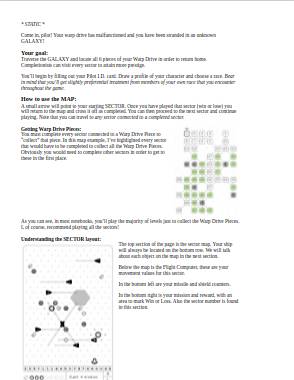 * STATIC *
Come in, pilot! Your warp drive has malfunctioned and you have been stranded in an unknown
GALAXY!
Your goal:
Traverse the GALAXY and locate all 6 pieces of your Warp Drive in order to return home.
Completionists can visit every sector to attain more prestige.
You'll begin by filling out your Pilot I.D. card. Draw a profile of your character and choose a race. Bear
in mind that you'll get slightly preferential treatment from members of your own race that you encounter
throughout the game.
How to use the MAP:
A small arrow will point to your starting SECTOR. Once you have played that sector (win or lose) you
will return to the map and cross it off as completed. You can then proceed to the next sector and continue
playing. Note that you can travel to any sector connected to a completed sector.
Getting Warp Drive Pieces:
You must complete every sector connected to a Warp Drive Piece to
"collect" that piece. In this map example, I've highlighted every sector
that would have to be completed to collect all the Warp Drive Pieces.
Obviously you would need to complete other sectors in order to get to
these in the first place.
As you can see, in most notebooks, you'll play the majority of levels just to collect the Warp Drive Pieces.
I, of course, recommend playing all the sectors!
Understanding the SECTOR layout:
The top section of the page is the sector map. Your ship
will always be located on the bottom row. We will talk
about each object on the map in the next section.
Below the map is the Flight Computer, these are your
movement values for this sector.
In the bottom left are your missile and shield counters.
In the bottom right is your mission and reward, with an
area to mark Win or Loss. Also the sector number is found
in this section.